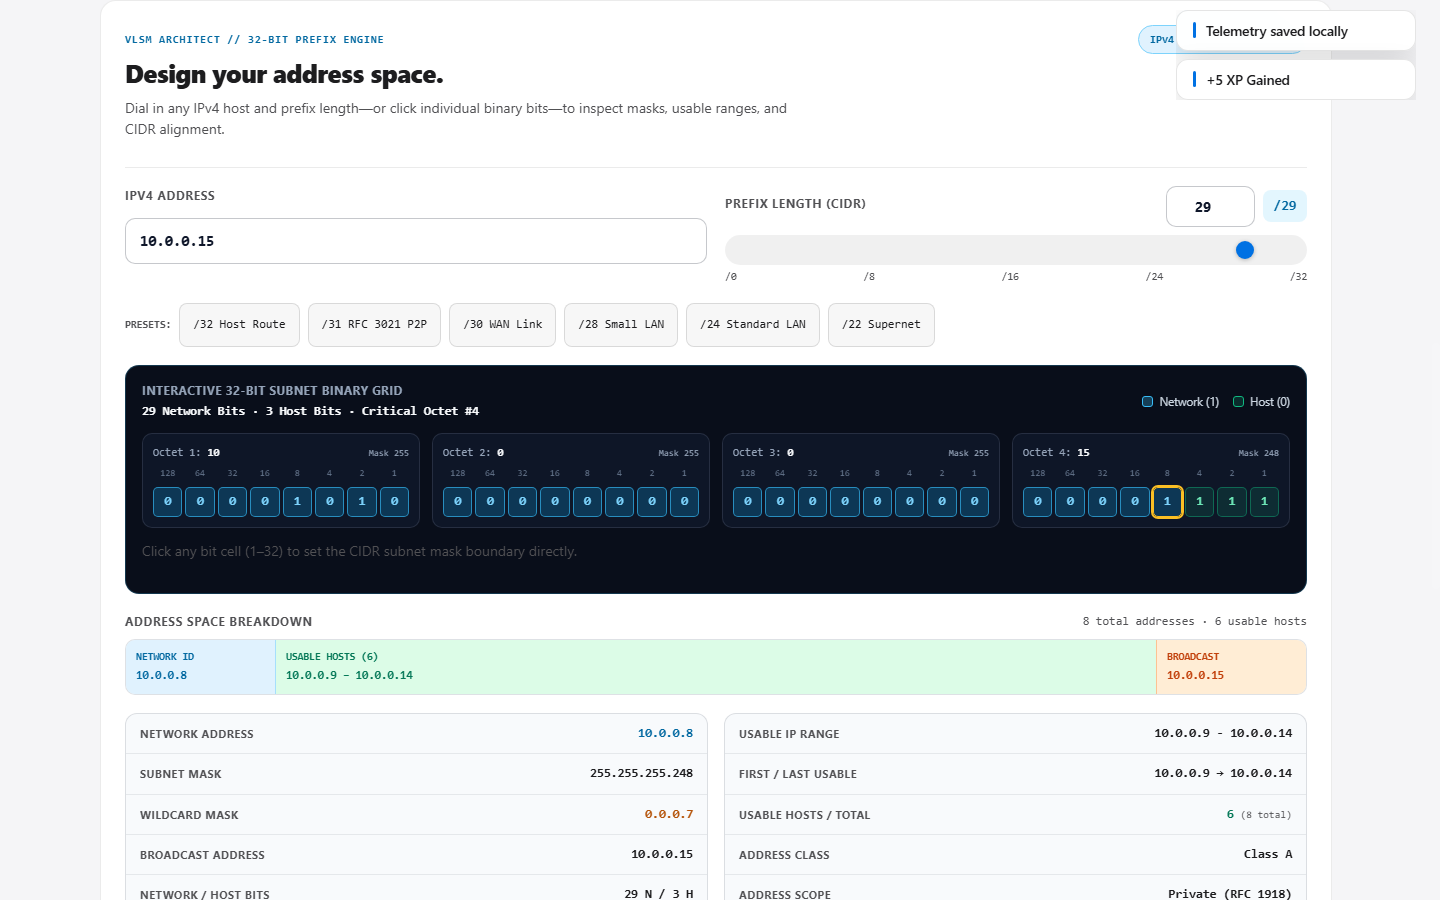 VLSM ARCHITECT // 32-BIT PREFIX ENGINE
IPv4
Telemetry saved locally
+5 XP Gained
Design your address space.
Dial in any IPv4 host and prefix length—or click individual binary bits—to inspect masks, usable ranges, and
CIDR alignment.
IPV4 ADDRESS
10.0.0.15
PREFIX LENGTH (CIDR)
29
/29
/0 /8 /16 /24 /32
PRESETS: /32 Host Route /31 RFC 3021 P2P /30 WAN Link /28 Small LAN /24 Standard LAN /22 Supernet
INTERACTIVE 32-BIT SUBNET BINARY GRID
29 Network Bits · 3 Host Bits · Critical Octet #4
Network (1) Host (0)
Octet 1: 10 Mask 255
128 64 32 16 8 4 2 1
0 0 0 0 1 0 1 0
Octet 2: 0 Mask 255
128 64 32 16 8 4 2 1
0 0 0 0 0 0 0 0
Octet 3: 0 Mask 255
128 64 32 16 8 4 2 1
0 0 0 0 0 0 0 0
Octet 4: 15 Mask 248
128 64 32 16 8 4 2 1
0 0 0 0 1 1 1 1
Click any bit cell (1–32) to set the CIDR subnet mask boundary directly.
ADDRESS SPACE BREAKDOWN
8 total addresses · 6 usable hosts
NETWORK ID
10.0.0.8
USABLE HOSTS (6)
10.0.0.9 – 10.0.0.14
BROADCAST
10.0.0.15
NETWORK ADDRESS 10.0.0.8
SUBNET MASK 255.255.255.248
WILDCARD MASK 0.0.0.7
BROADCAST ADDRESS 10.0.0.15
NETWORK / HOST BITS 29 N / 3 H
USABLE IP RANGE 10.0.0.9 - 10.0.0.14
FIRST / LAST USABLE 10.0.0.9 → 10.0.0.14
USABLE HOSTS / TOTAL 6 (8 total)
ADDRESS CLASS Class A
ADDRESS SCOPE Private (RFC 1918)